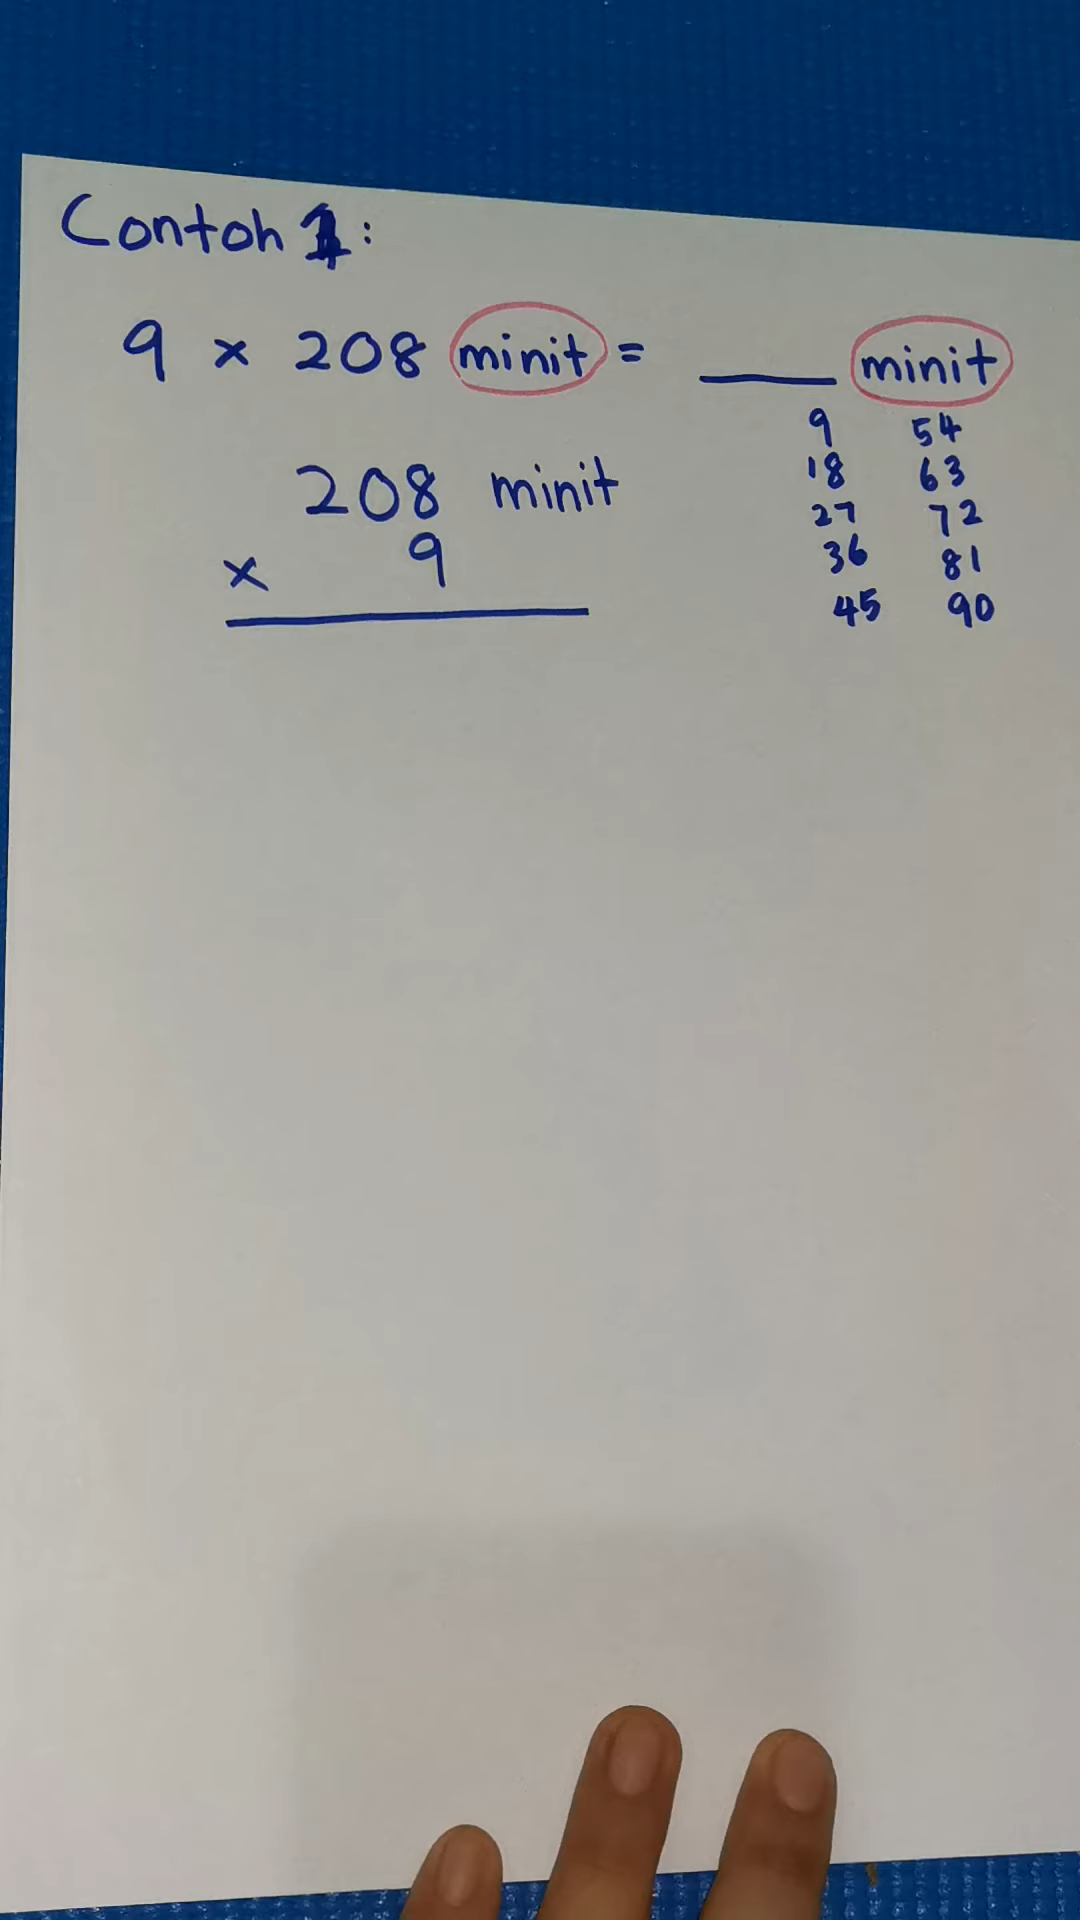 Contoh 1:
9 x 208 minit = ____ minit
208 minit
x 9
9 54
18 63
27 72
36 81
45 90